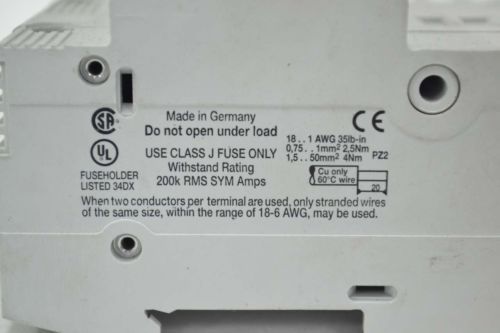 Made in Germany
Do not open under load
USE CLASS J FUSE ONLY
Withstand Rating
200k RMS SYM Amps
CE
18 . . 1 AWG 35lb-in
0,75 . . 1mm² 2,5Nm
1,5 . . 50mm² 4Nm
PZ2
Cu only
60°C wire
20
SA
UL
FUSEHOLDER
LISTED 34DX
When two conductors per terminal are used, only stranded wires
of the same size, within the range of 18-6 AWG, may be used.